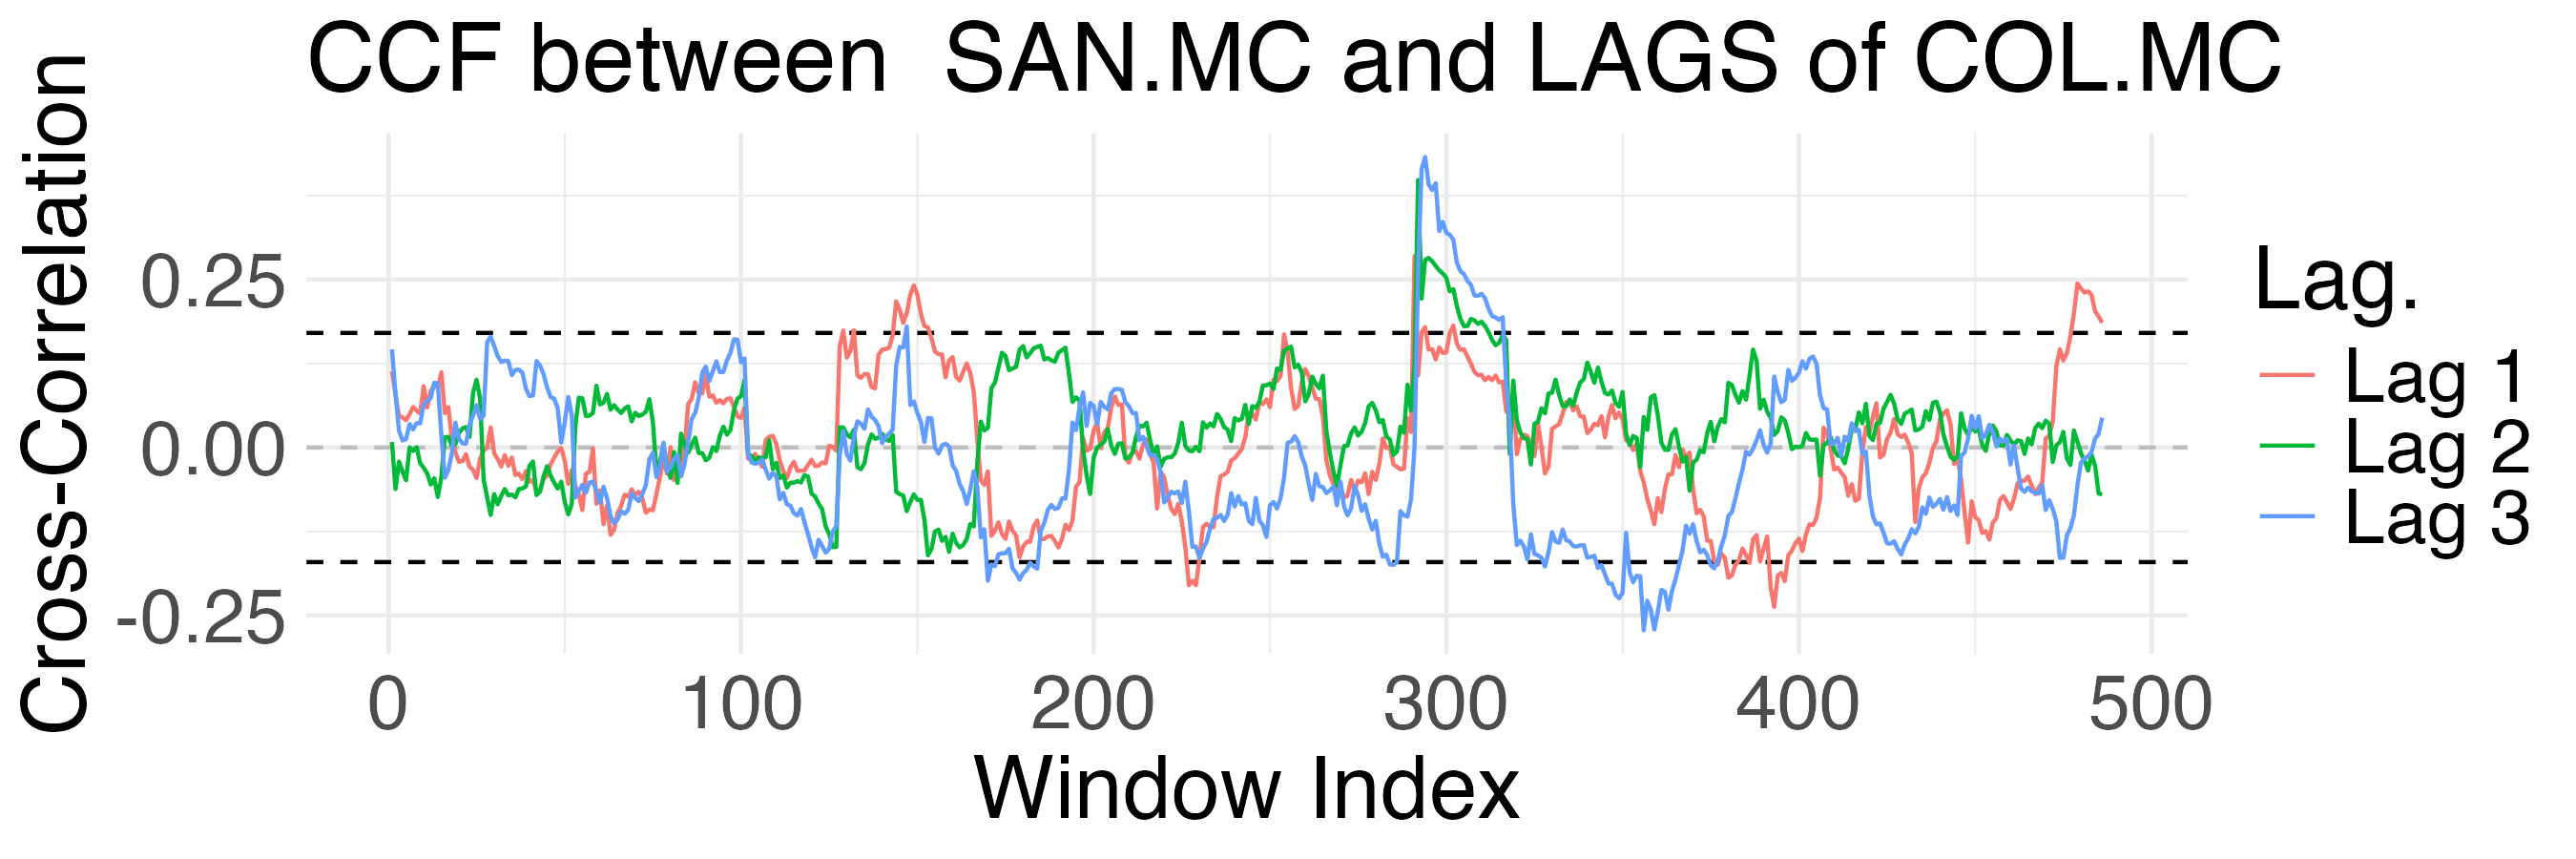 CCF between  SAN.MC and LAGS of COL.MC
Cross-Correlation
0.25
0.00
-0.25
0 100 200 300 400 500
Window Index
Lag.
Lag 1
Lag 2
Lag 3